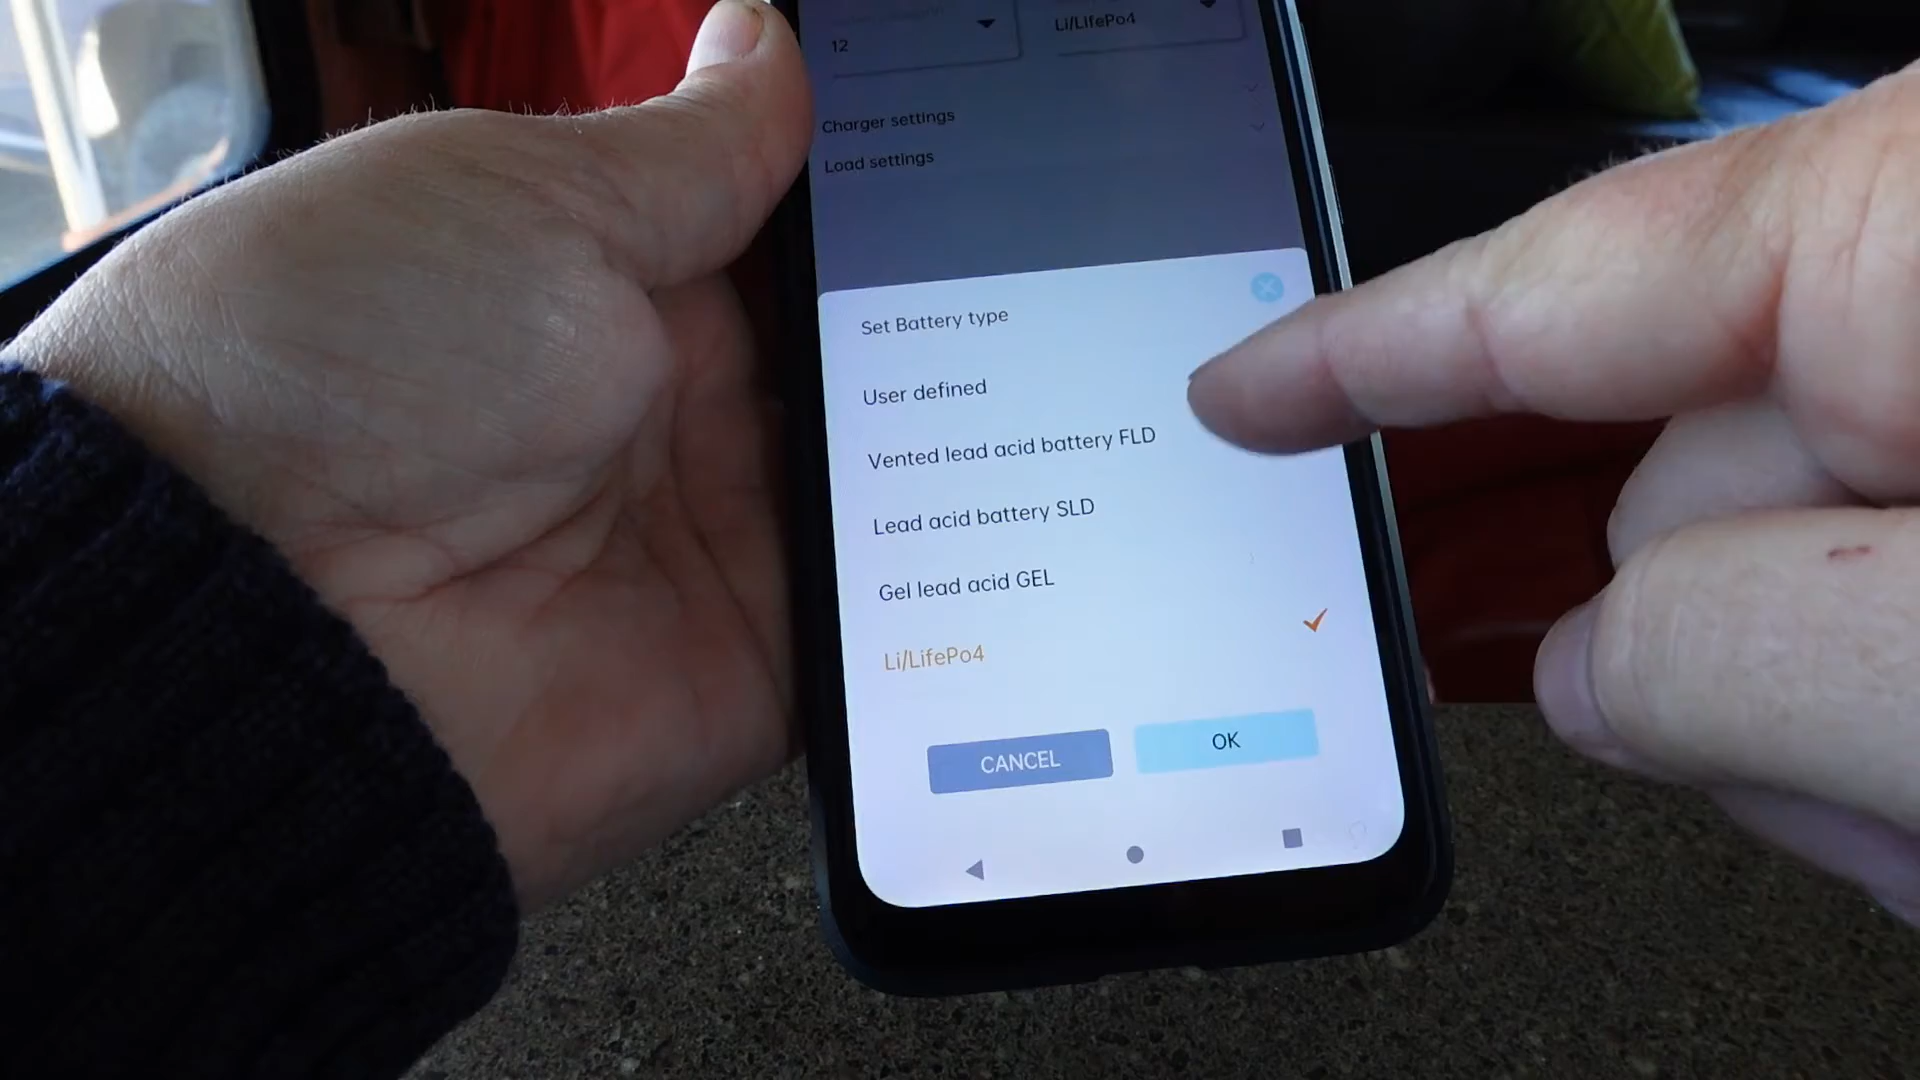 12
Li/LifePo4
Charger settings
Load settings
Set Battery type
User defined
Vented lead acid battery FLD
Lead acid battery SLD
Gel lead acid GEL
Li/LifePo4
CANCEL
OK